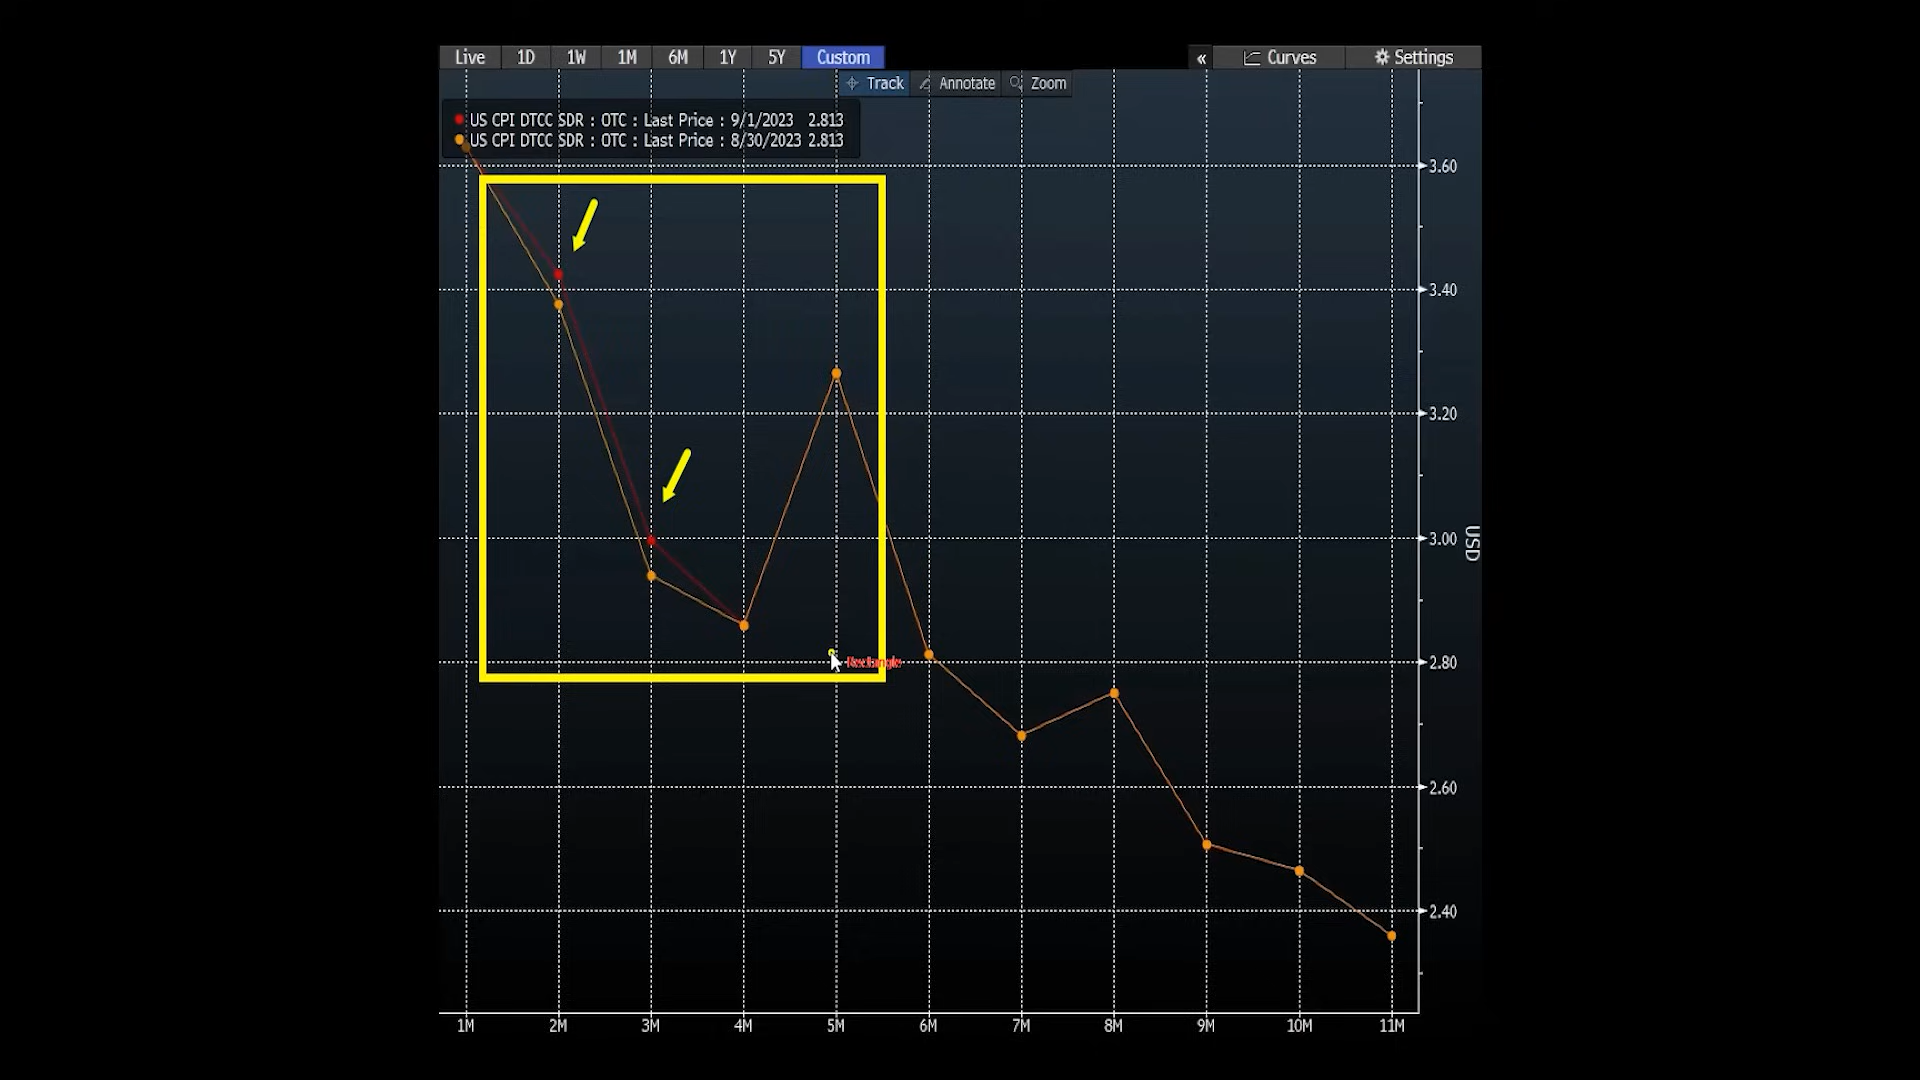 Live 1D 1W 1M 6M 1Y 5Y Custom « Curves Settings
Track Annotate Zoom
US CPI DTCC SDR : OTC : Last Price : 9/1/2023 2.813
US CPI DTCC SDR : OTC : Last Price : 8/30/2023 2.813
3.60
3.40
3.20
3.00
USD
2.80
2.60
2.40
1M 2M 3M 4M 5M 6M 7M 8M 9M 10M 11M